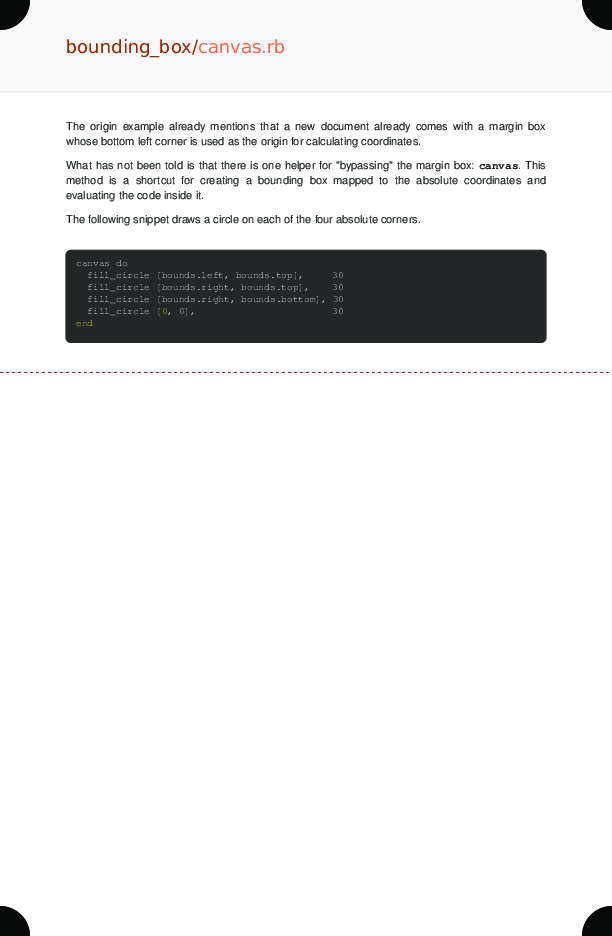 bounding_box/canvas.rb
The origin example already mentions that a new document already comes with a margin box
whose bottom left corner is used as the origin for calculating coordinates.
What has not been told is that there is one helper for "bypassing" the margin box: canvas. This
method is a shortcut for creating a bounding box mapped to the absolute coordinates and
evaluating the code inside it.
The following snippet draws a circle on each of the four absolute corners.
canvas do
  fill_circle [bounds.left, bounds.top],     30
  fill_circle [bounds.right, bounds.top],    30
  fill_circle [bounds.right, bounds.bottom], 30
  fill_circle [0, 0],                        30
end